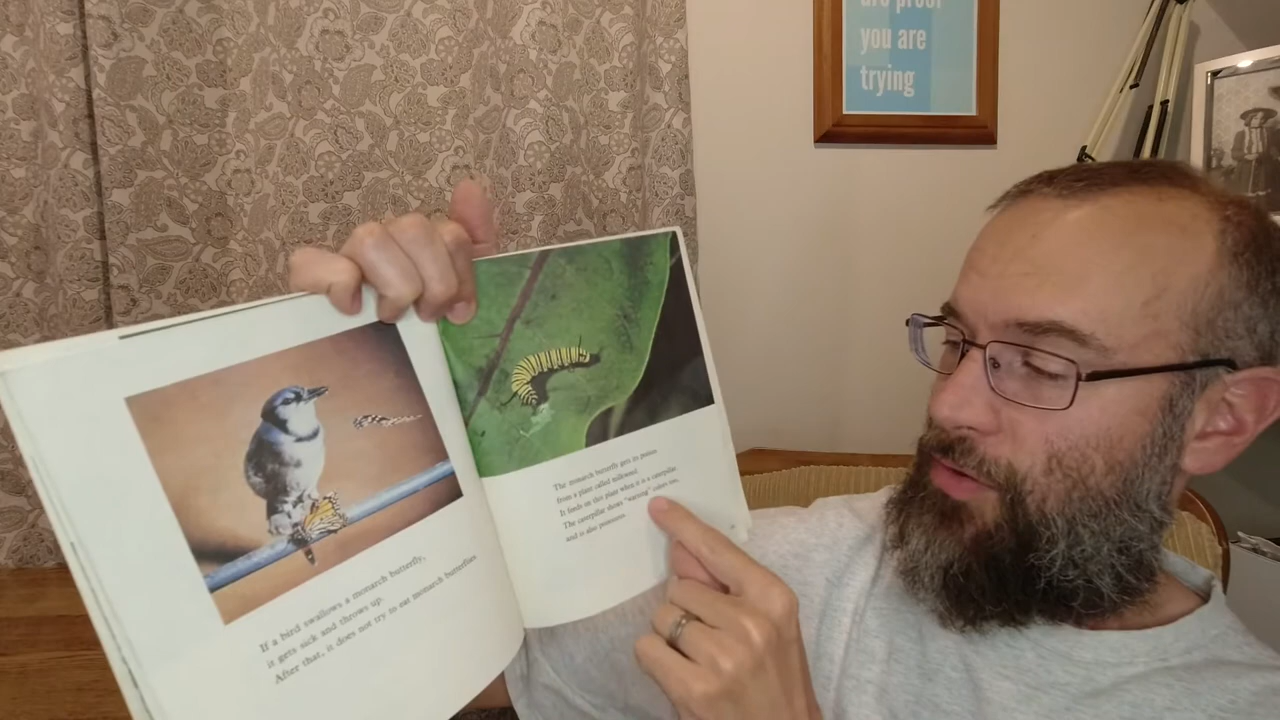 are proof
you are
trying
If a bird swallows a monarch butterfly,
it gets sick and throws up.
After that, it does not try to eat monarch butterflies
The monarch butterfly gets its poison
from a plant called milkweed.
It feeds on this plant when it is a caterpillar.
The caterpillar shows "warning" colors too,
and is also poisonous.